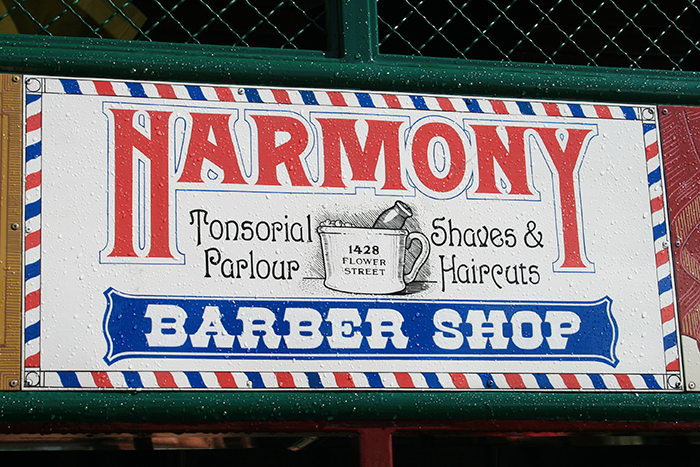 HARMONY
Tonsorial Parlour
1428
FLOWER
STREET
Shaves &
Haircuts
BARBER SHOP